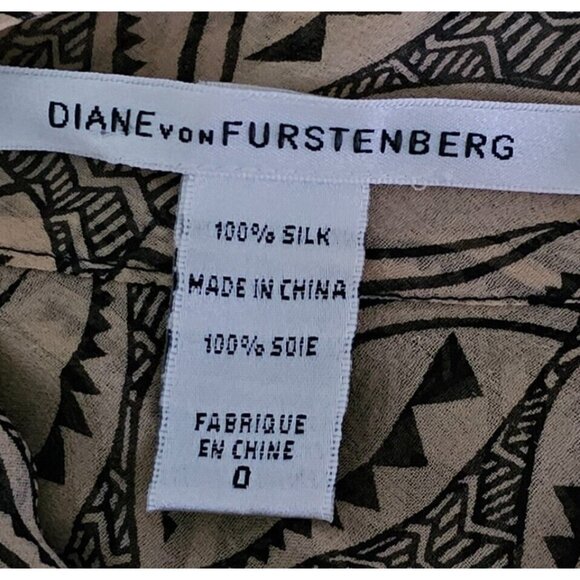 DIANE VON FURSTENBERG
100% SILK
MADE IN CHINA
100% SOIE
FABRIQUE
EN CHINE
0